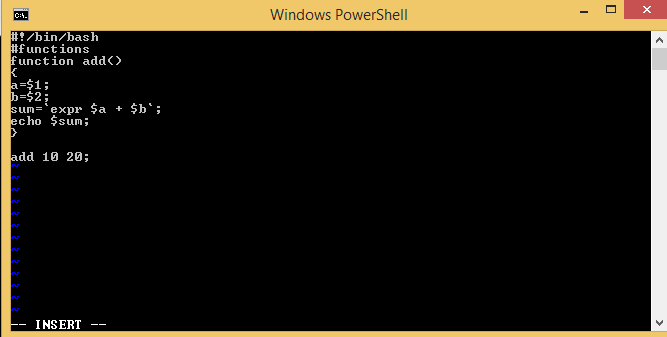 Windows PowerShell
#!/bin/bash
#functions
function add()
{
a=$1;
b=$2;
sum=`expr $a + $b`;
echo $sum;
}
add 10 20;
~
~
~
~
~
~
~
~
~
~
~
~
~
-- INSERT --